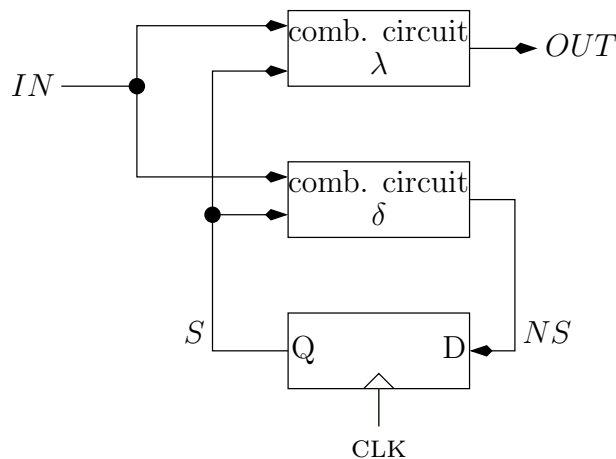 comb. circuit
λ
OUT
IN
comb. circuit
δ
S
Q
D
NS
CLK